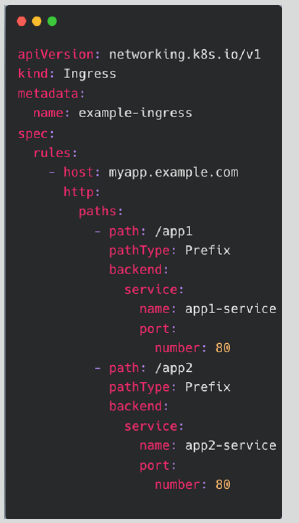 apiVersion: networking.k8s.io/v1
kind: Ingress
metadata:
  name: example-ingress
spec:
  rules:
    - host: myapp.example.com
      http:
        paths:
          - path: /app1
            pathType: Prefix
            backend:
              service:
                name: app1-service
                port:
                  number: 80
          - path: /app2
            pathType: Prefix
            backend:
              service:
                name: app2-service
                port:
                  number: 80